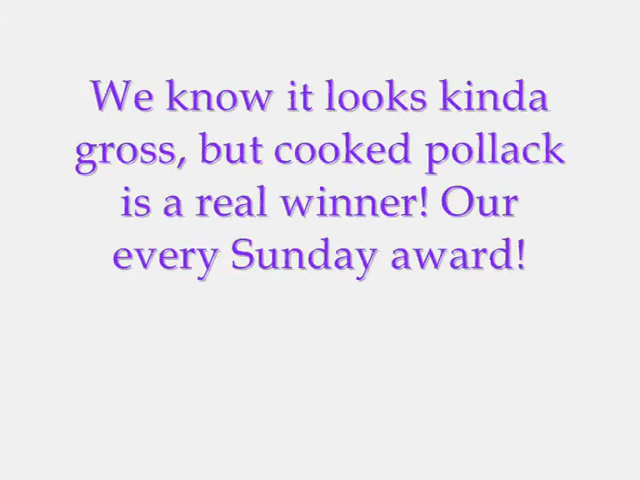 We know it looks kinda
gross, but cooked pollack
is a real winner! Our
every Sunday award!